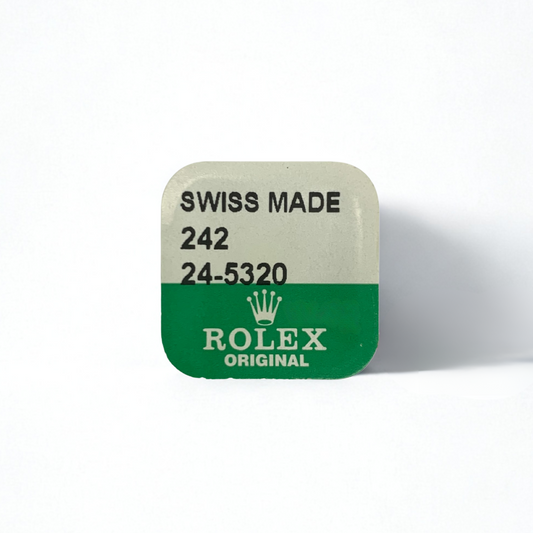 SWISS MADE
242
24-5320
ROLEX
ORIGINAL